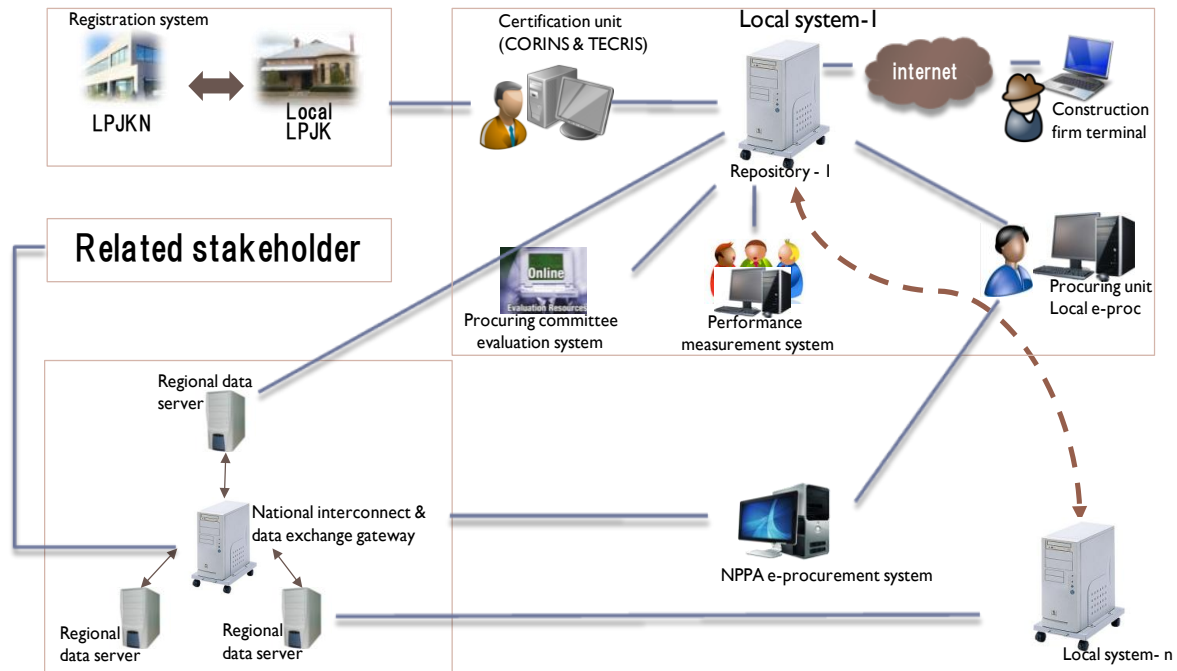 Registration system
LPJKN
Local
LPJK
Certification unit
(CORINS & TECRIS)
Local system-1
internet
Construction
firm terminal
Repository - 1
Related stakeholder
Online
Evaluation Resources
Procuring committee
evaluation system
Performance
measurement system
Procuring unit
Local e-proc
Regional data
server
National interconnect &
data exchange gateway
NPPA e-procurement system
Regional
data server
Regional
data server
Local system- n